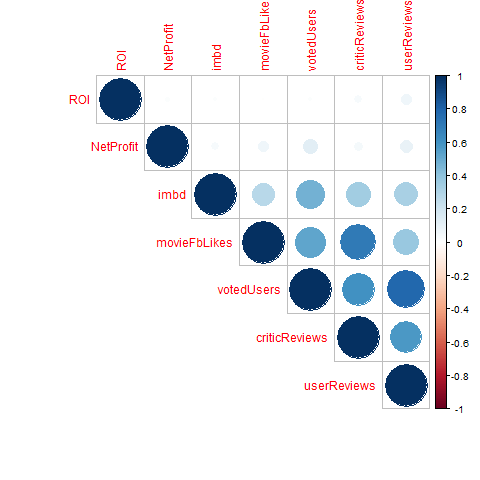 ROI
NetProfit
imbd
movieFbLikes
votedUsers
criticReviews
userReviews
ROI
NetProfit
imbd
movieFbLikes
votedUsers
criticReviews
userReviews
1
0.8
0.6
0.4
0.2
0
-0.2
-0.4
-0.6
-0.8
-1